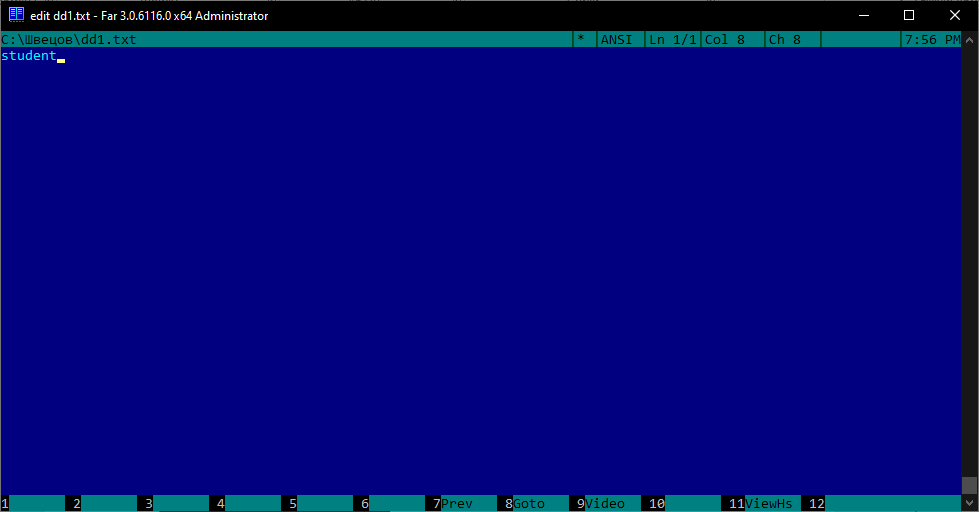 edit dd1.txt - Far 3.0.6116.0 x64 Administrator
C:\Швецов\dd1.txt * ANSI Ln 1/1 Col 8 Ch 8 7:56 PM
student
1 2 3 4 5 6 7Prev 8Goto 9Video 10 11ViewHs 12